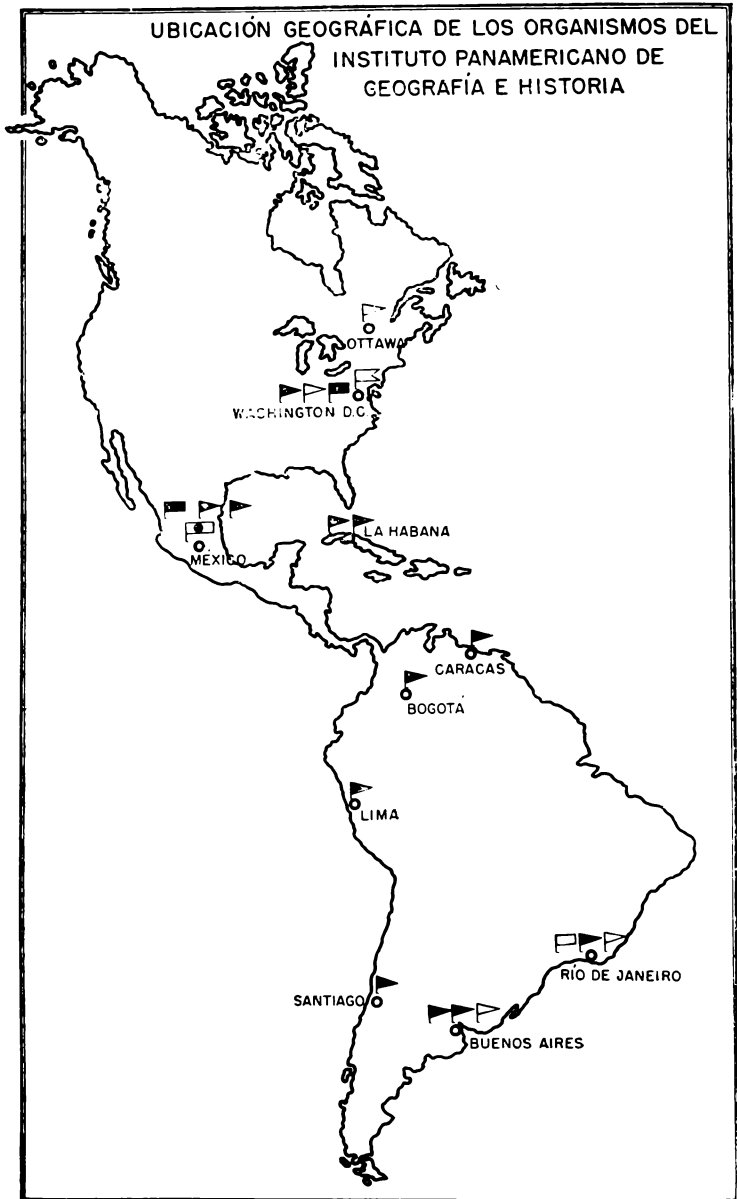 UBICACIÓN GEOGRÁFICA DE LOS ORGANISMOS DEL
INSTITUTO PANAMERICANO DE
GEOGRAFÍA E HISTORIA
OTTAWA
WASHINGTON D.C.
LA HABANA
MÉXICO
CARACAS
BOGOTÁ
LIMA
RÍO DE JANEIRO
SANTIAGO
BUENOS AIRES